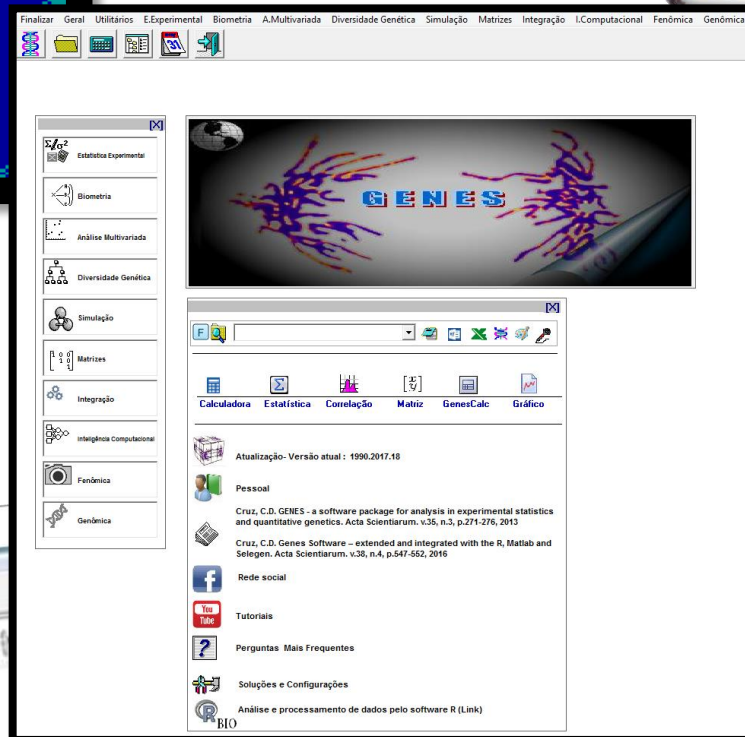 Finalizar Geral Utilitários E.Experimental Biometria A.Multivariada Diversidade Genética Simulação Matrizes Integração I.Computacional Fenômica Genômica
31
[X]
Σ∫σ²
Estatística Experimental
Biometria
Análise Multivariada
Diversidade Genética
Simulação
Matrizes
Integração
Inteligência Computacional
Fenômica
Genômica
GENES
[X]
F
Calculadora Estatística Correlação Matriz GenesCalc Gráfico
Atualização- Versão atual : 1990.2017.18
Pessoal
Cruz, C.D. GENES - a software package for analysis in experimental statistics
and quantitative genetics. Acta Scientiarum. v.35, n.3, p.271-276, 2013
Cruz, C.D. Genes Software – extended and integrated with the R, Matlab and
Selegen. Acta Scientiarum. v.38, n.4, p.547-552, 2016
f
Rede social
You
Tube
Tutoriais
?
Perguntas Mais Frequentes
Soluções e Configurações
R
BIO
Análise e processamento de dados pelo software R (Link)